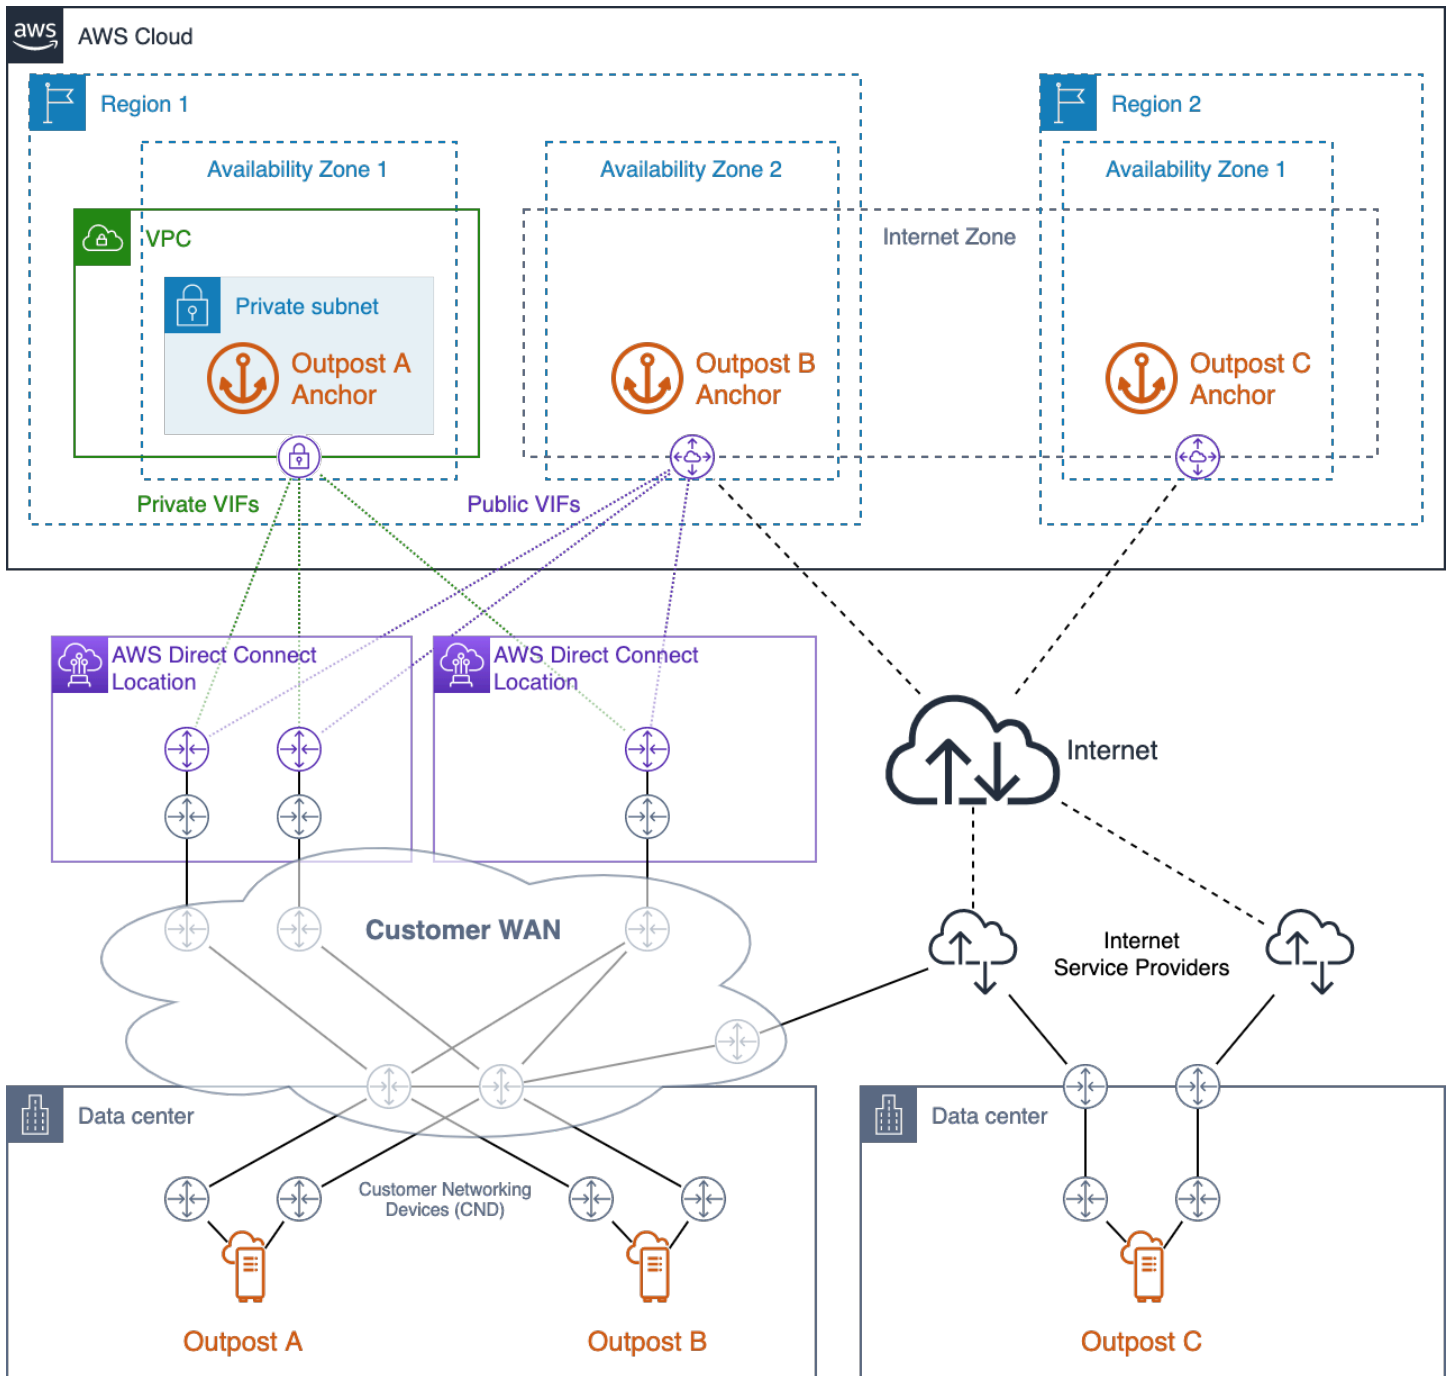 aws
AWS Cloud
Region 1
Region 2
Availability Zone 1
Availability Zone 2
Availability Zone 1
VPC
Internet Zone
Private subnet
Outpost A
Anchor
Outpost B
Anchor
Outpost C
Anchor
Private VIFs
Public VIFs
AWS Direct Connect
Location
AWS Direct Connect
Location
Internet
Customer WAN
Internet
Service Providers
Data center
Data center
Customer Networking
Devices (CND)
Outpost A
Outpost B
Outpost C